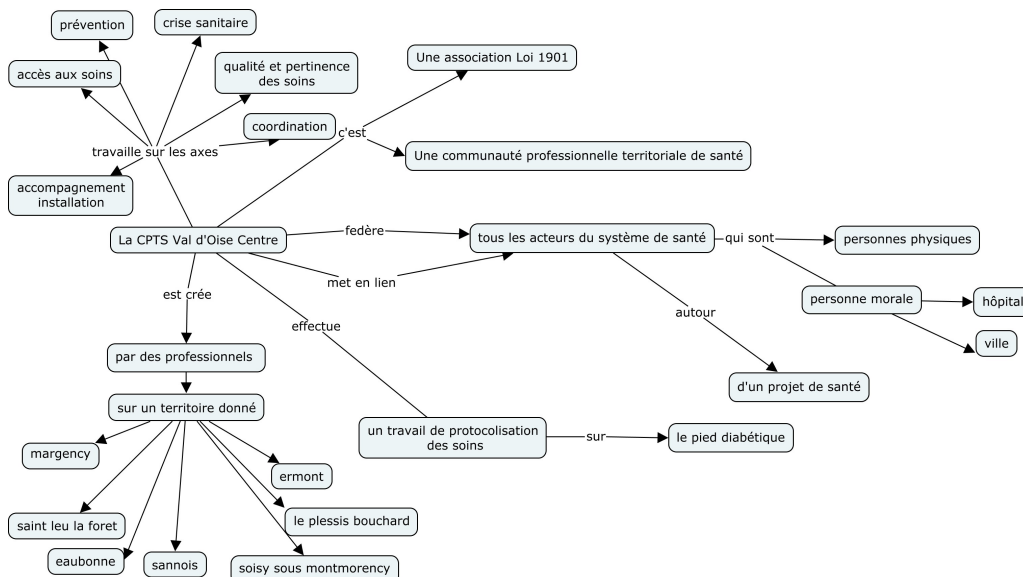 prévention
crise sanitaire
accès aux soins
qualité et pertinence
des soins
Une association Loi 1901
coordination
c'est
travaille sur les axes
Une communauté professionnelle territoriale de santé
accompagnement
installation
La CPTS Val d'Oise Centre
fedère
tous les acteurs du système de santé
qui sont
personnes physiques
met en lien
est crée
personne morale
hôpital
autour
effectue
ville
par des professionnels
d'un projet de santé
sur un territoire donné
un travail de protocolisation
des soins
sur
le pied diabétique
margency
ermont
saint leu la foret
le plessis bouchard
eaubonne
sannois
soisy sous montmorency